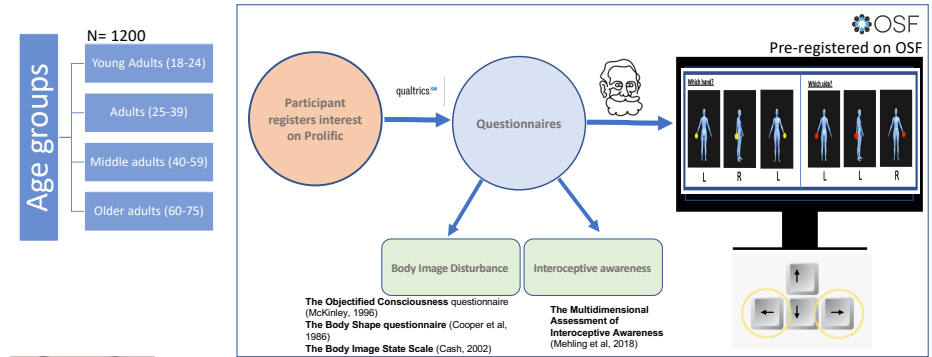 N= 1200
Age groups
Young Adults (18-24)
Adults (25-39)
Middle adults (40-59)
Older adults (60-75)
OSF
Pre-registered on OSF
Participant
registers interest
on Prolific
qualtrics.XM
Questionnaires
Which hand?
Which side?
L R L
L L R
Body Image Disturbance
Interoceptive awareness
The Objectified Consciousness questionnaire
(McKinley, 1996)
The Body Shape questionnaire (Cooper et al,
1986)
The Body Image State Scale (Cash, 2002)
The Multidimensional
Assessment of
Interoceptive Awareness
(Mehling et al, 2018)
↑
← ↓ →